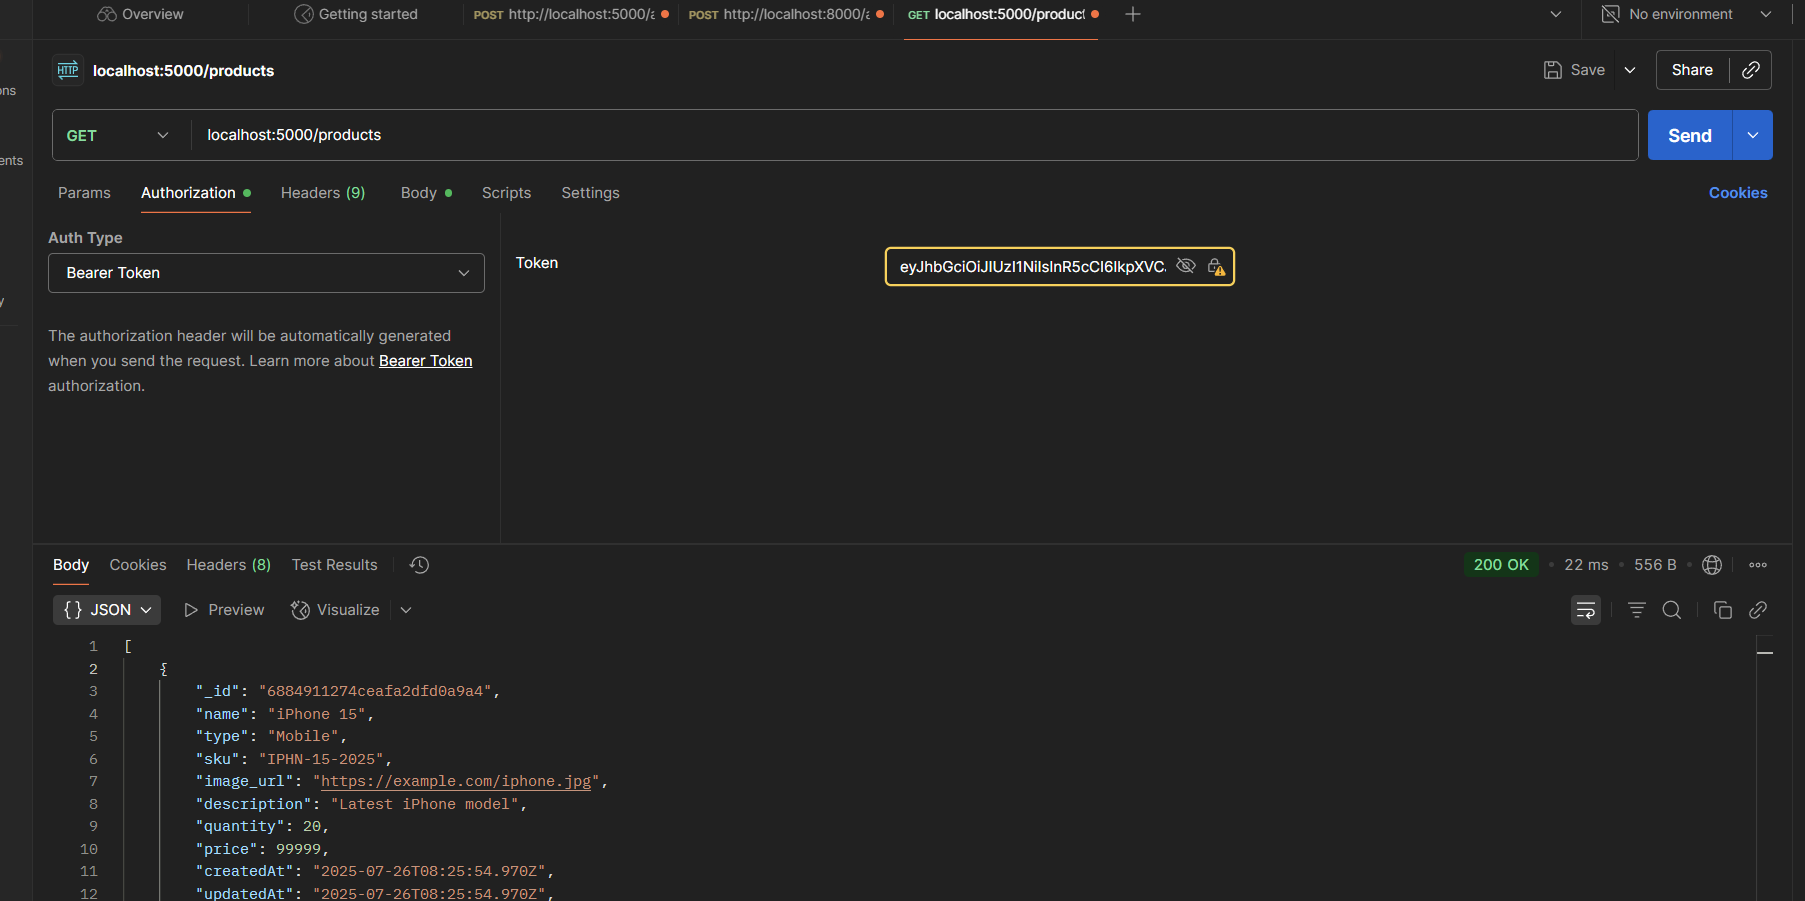 Overview
Getting started
POST http://localhost:5000/a
POST http://localhost:8000/a
GET localhost:5000/product
No environment
HTTP localhost:5000/products
Save
Share
ons
GET localhost:5000/products
Send
ents
Params Authorization Headers (9) Body Scripts Settings
Cookies
Auth Type
Bearer Token
Token
eyJhbGciOiJIUzI1NiIsInR5cCI6IkpXVC.
y
The authorization header will be automatically generated
when you send the request. Learn more about Bearer Token
authorization.
Body Cookies Headers (8) Test Results
200 OK • 22 ms • 556 B
{} JSON Preview Visualize
1 [
2 {
3 "_id": "6884911274ceafa2dfd0a9a4",
4 "name": "iPhone 15",
5 "type": "Mobile",
6 "sku": "IPHN-15-2025",
7 "image_url": "https://example.com/iphone.jpg",
8 "description": "Latest iPhone model",
9 "quantity": 20,
10 "price": 99999,
11 "createdAt": "2025-07-26T08:25:54.970Z",
12 "updatedAt": "2025-07-26T08:25:54.970Z",